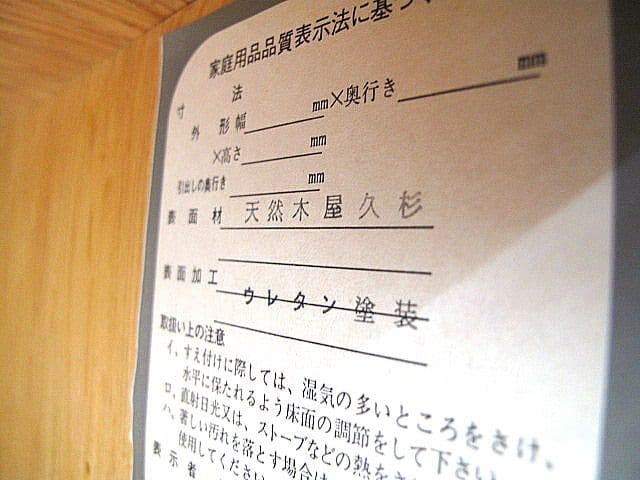 家庭用品品質表示法に基づ
寸法
外形幅 mm×奥行き mm
×高さ mm
引出しの奥行き mm
表面材 天然木屋久杉
表面加工 ウレタン塗装
取扱い上の注意
イ、すえ付けに際しては、湿気の多いところをさけ、
水平に保たれるよう床面の調節をして下さい
ロ、直射日光又は、ストーブなどの熱をさ
ハ、著しい汚れを落とす場合は
使用してください
表示者